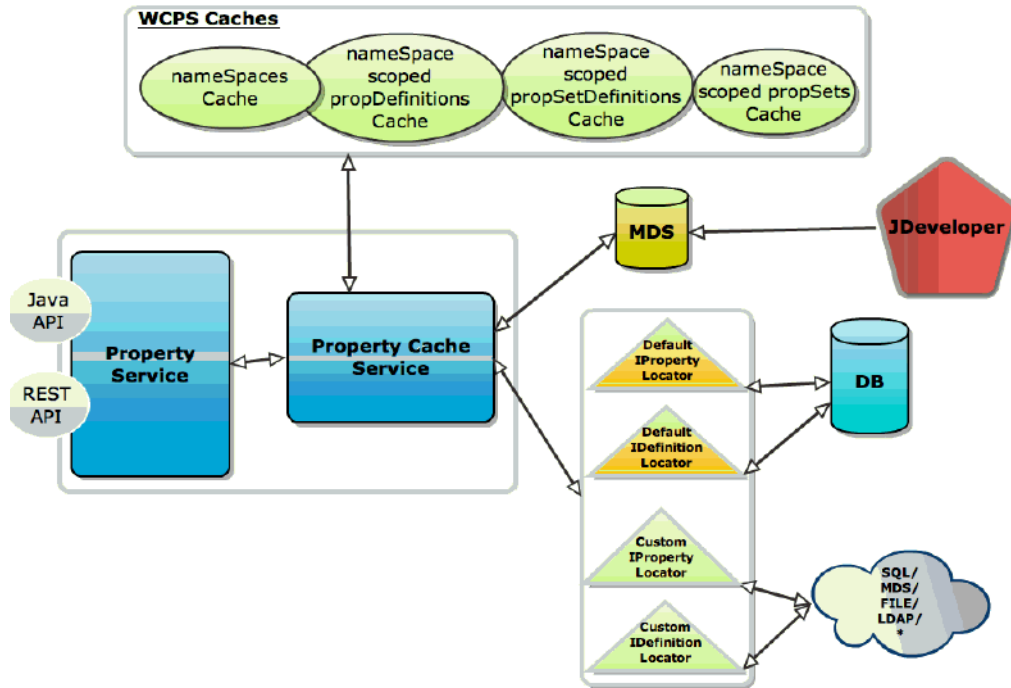 WCPS Caches
nameSpaces
Cache
nameSpace
scoped
propDefinitions
Cache
nameSpace
scoped
propSetDefinitions
Cache
nameSpace
scoped propSets
Cache
MDS
JDeveloper
Java
API
REST
API
Property
Service
Property Cache
Service
Default
IProperty
Locator
Default
IDefinition
Locator
DB
Custom
IProperty
Locator
Custom
IDefinition
Locator
SQL/
MDS/
FILE/
LDAP/
*